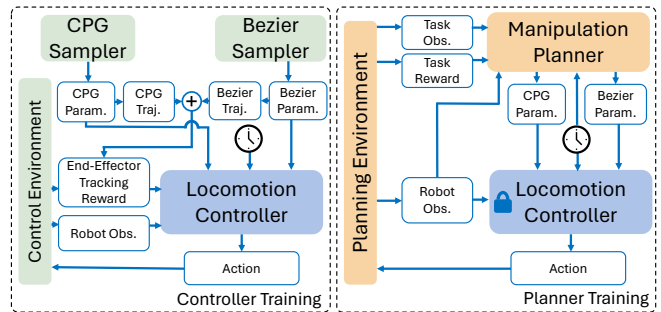 CPG
Sampler
Bezier
Sampler
Control Environment
CPG
Param.
CPG
Traj.
+
Bezier
Traj.
Bezier
Param.
End-Effector
Tracking
Reward
Robot Obs.
Locomotion
Controller
Action
Controller Training
Planning Environment
Task
Obs.
Task
Reward
Manipulation
Planner
CPG
Param.
Bezier
Param.
Robot
Obs.
Locomotion
Controller
Action
Planner Training